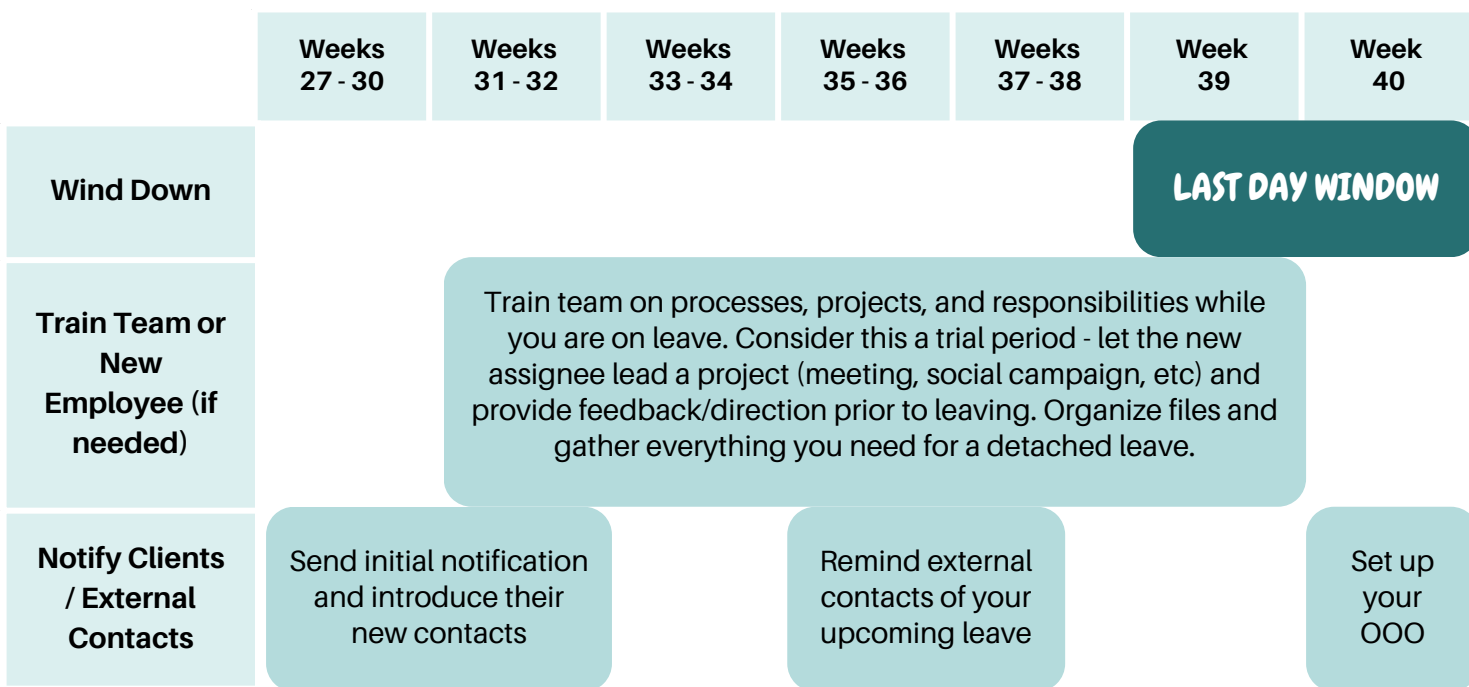 Weeks
27 - 30
Weeks
31 - 32
Weeks
33 - 34
Weeks
35 - 36
Weeks
37 - 38
Week
39
Week
40
Wind Down
LAST DAY WINDOW
Train Team or
New
Employee (if
needed)
Train team on processes, projects, and responsibilities while
you are on leave. Consider this a trial period - let the new
assignee lead a project (meeting, social campaign, etc) and
provide feedback/direction prior to leaving. Organize files and
gather everything you need for a detached leave.
Notify Clients
/ External
Contacts
Send initial notification
and introduce their
new contacts
Remind external
contacts of your
upcoming leave
Set up
your
OOO